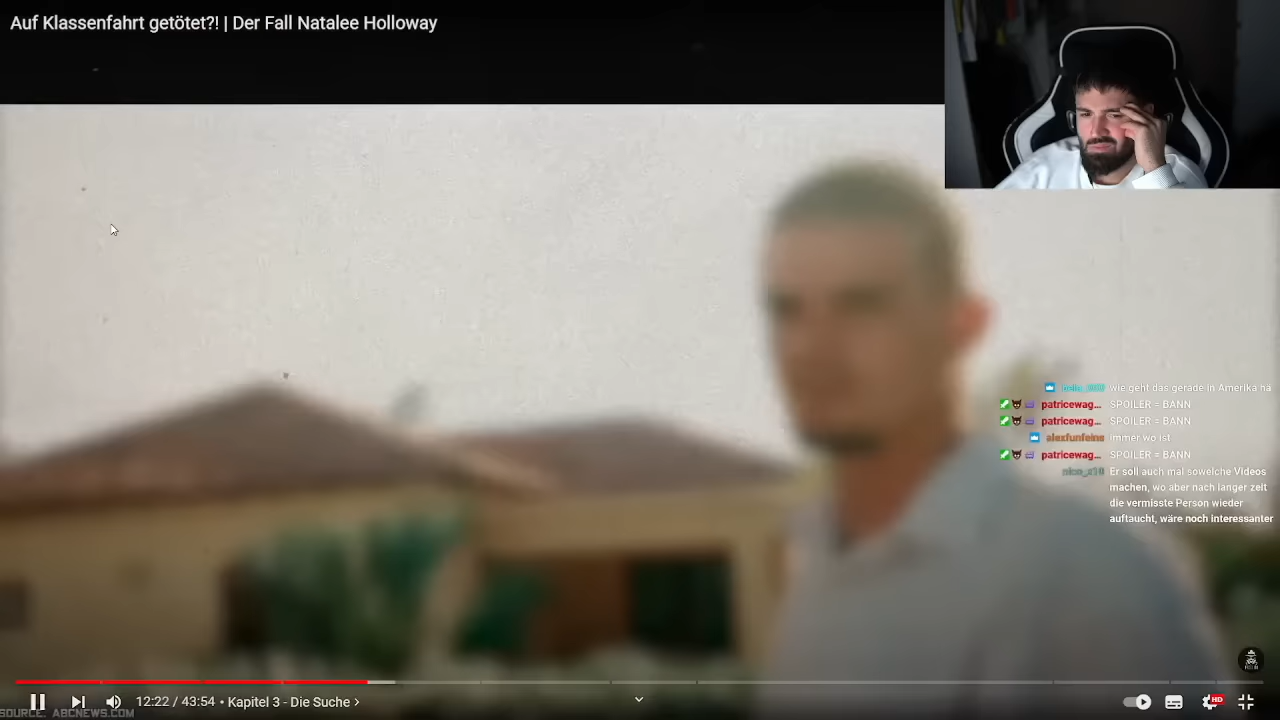 Auf Klassenfahrt getötet?! | Der Fall Natalee Holloway
wie geht das gerade in Amerika hä
patricewag... SPOILER = BANN
patricewag... SPOILER = BANN
alexfunfeine immer wo ist
patricewag... SPOILER = BANN
Er soll auch mal sowelche Videos
machen, wo aber nach langer zeit
die vermisste Person wieder
auftaucht, wäre noch interessanter
12:22 / 43:54 • Kapitel 3 - Die Suche >
HD
SOURCE: ABCNEWS.COM